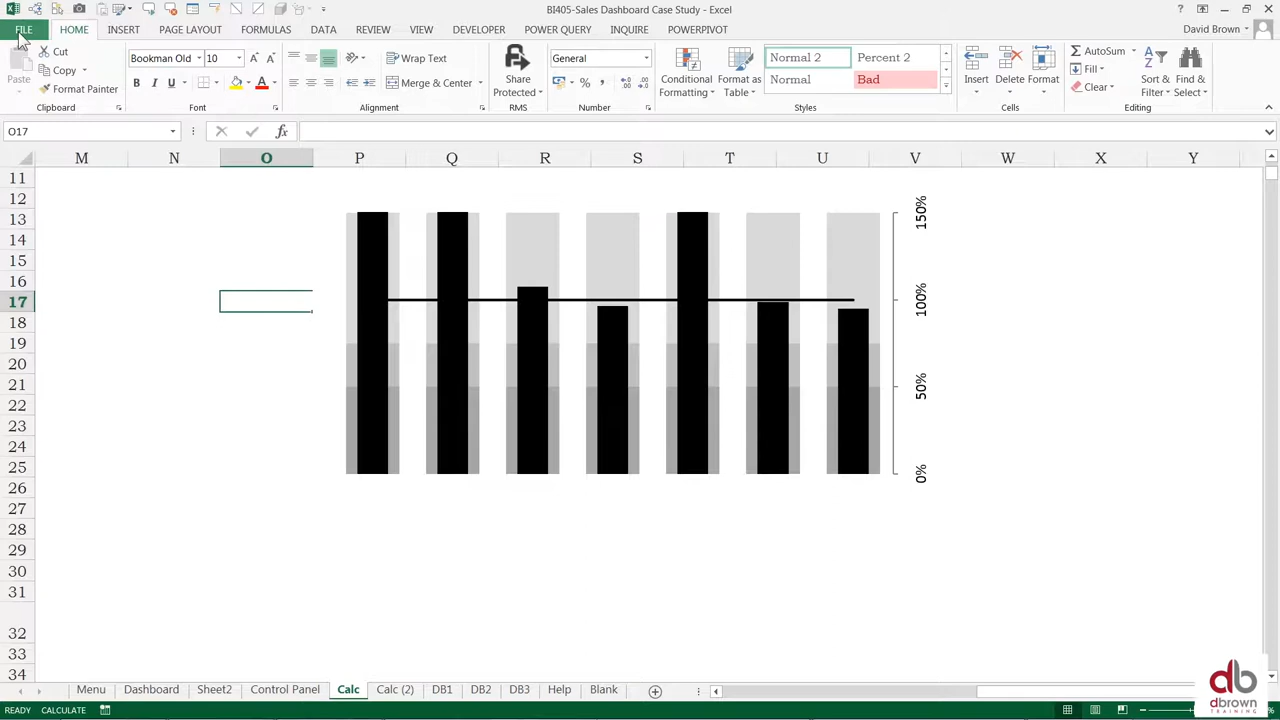 BI405-Sales Dashboard Case Study - Excel
FILE HOME INSERT PAGE LAYOUT FORMULAS DATA REVIEW VIEW DEVELOPER POWER QUERY INQUIRE POWERPIVOT David Brown
Paste
Cut
Copy
Format Painter
Clipboard
Bookman Old 10
B I U
Font
Wrap Text
Merge & Center
Alignment
Share
Protected
RMS
General
%
Number
Conditional
Formatting
Format as
Table
Normal 2 Percent 2
Normal Bad
Styles
Insert Delete Format
Cells
AutoSum
Fill
Clear
Sort &
Filter
Find &
Select
Editing
O17 fx
M N O P Q R S T U V W X Y
11
12
13
14
15
16
17
18
19
20
21
22
23
24
25
26
27
28
29
30
31
32
33
34
150%
100%
50%
0%
Menu Dashboard Sheet2 Control Panel Calc Calc (2) DB1 DB2 DB3 Help Blank
READY CALCULATE
db
dbrown
TRAINING
%